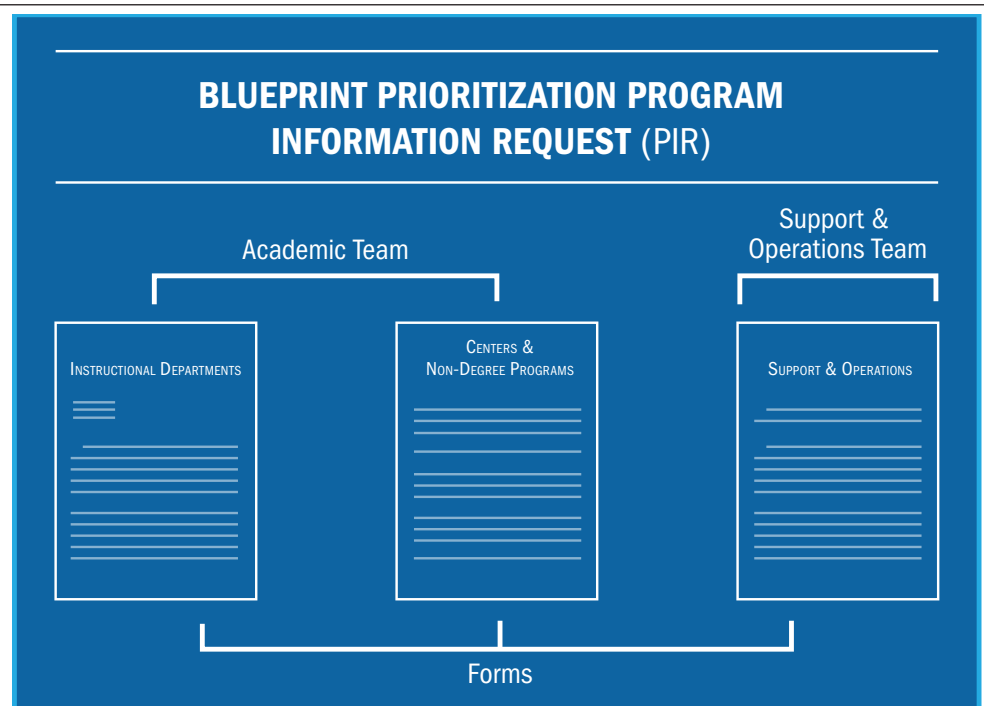 BLUEPRINT PRIORITIZATION PROGRAM
INFORMATION REQUEST (PIR)
Academic Team
Support &
Operations Team
Instructional Departments
Centers &
Non-Degree Programs
Support & Operations
Forms